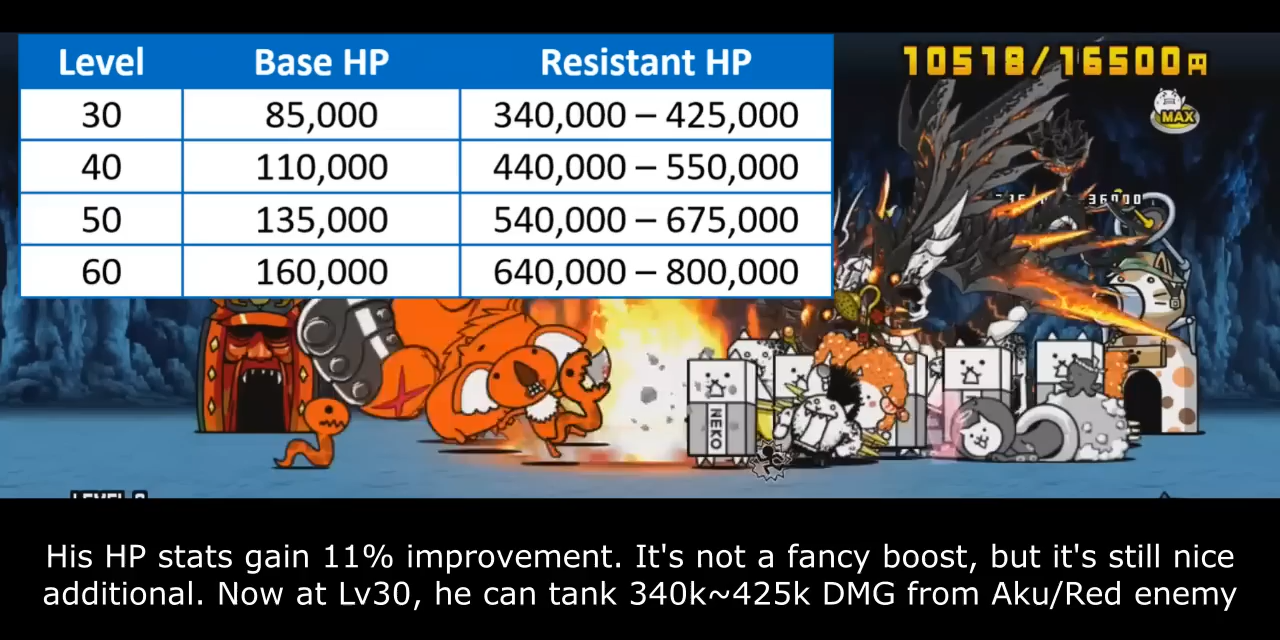 Level Base HP Resistant HP
30 85,000 340,000 – 425,000
40 110,000 440,000 – 550,000
50 135,000 540,000 – 675,000
60 160,000 640,000 – 800,000
10518/16500円
MAX
36000
NEKO
His HP stats gain 11% improvement. It's not a fancy boost, but it's still nice
additional. Now at Lv30, he can tank 340k~425k DMG from Aku/Red enemy